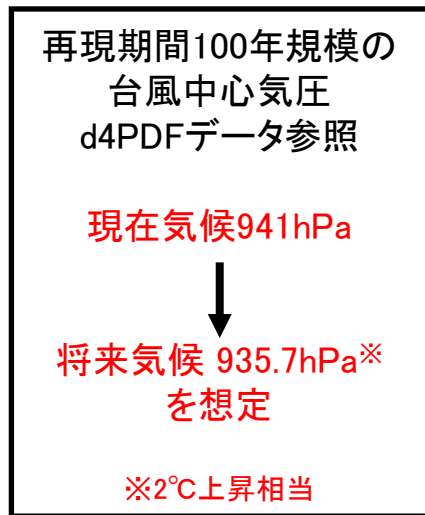 再現期間100年規模の
台風中心気圧
d4PDFデータ参照
現在気候941hPa
将来気候 935.7hPa※
を想定
※2℃上昇相当